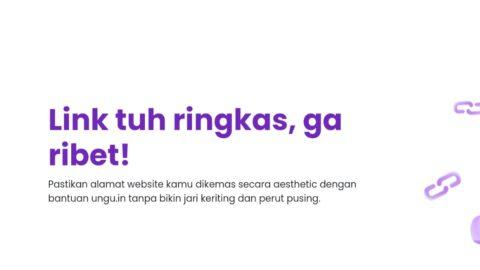 Link tuh ringkas, ga
ribet!
Pastikan alamat website kamu dikemas secara aesthetic dengan
bantuan ungu.in tanpa bikin jari keriting dan perut pusing.